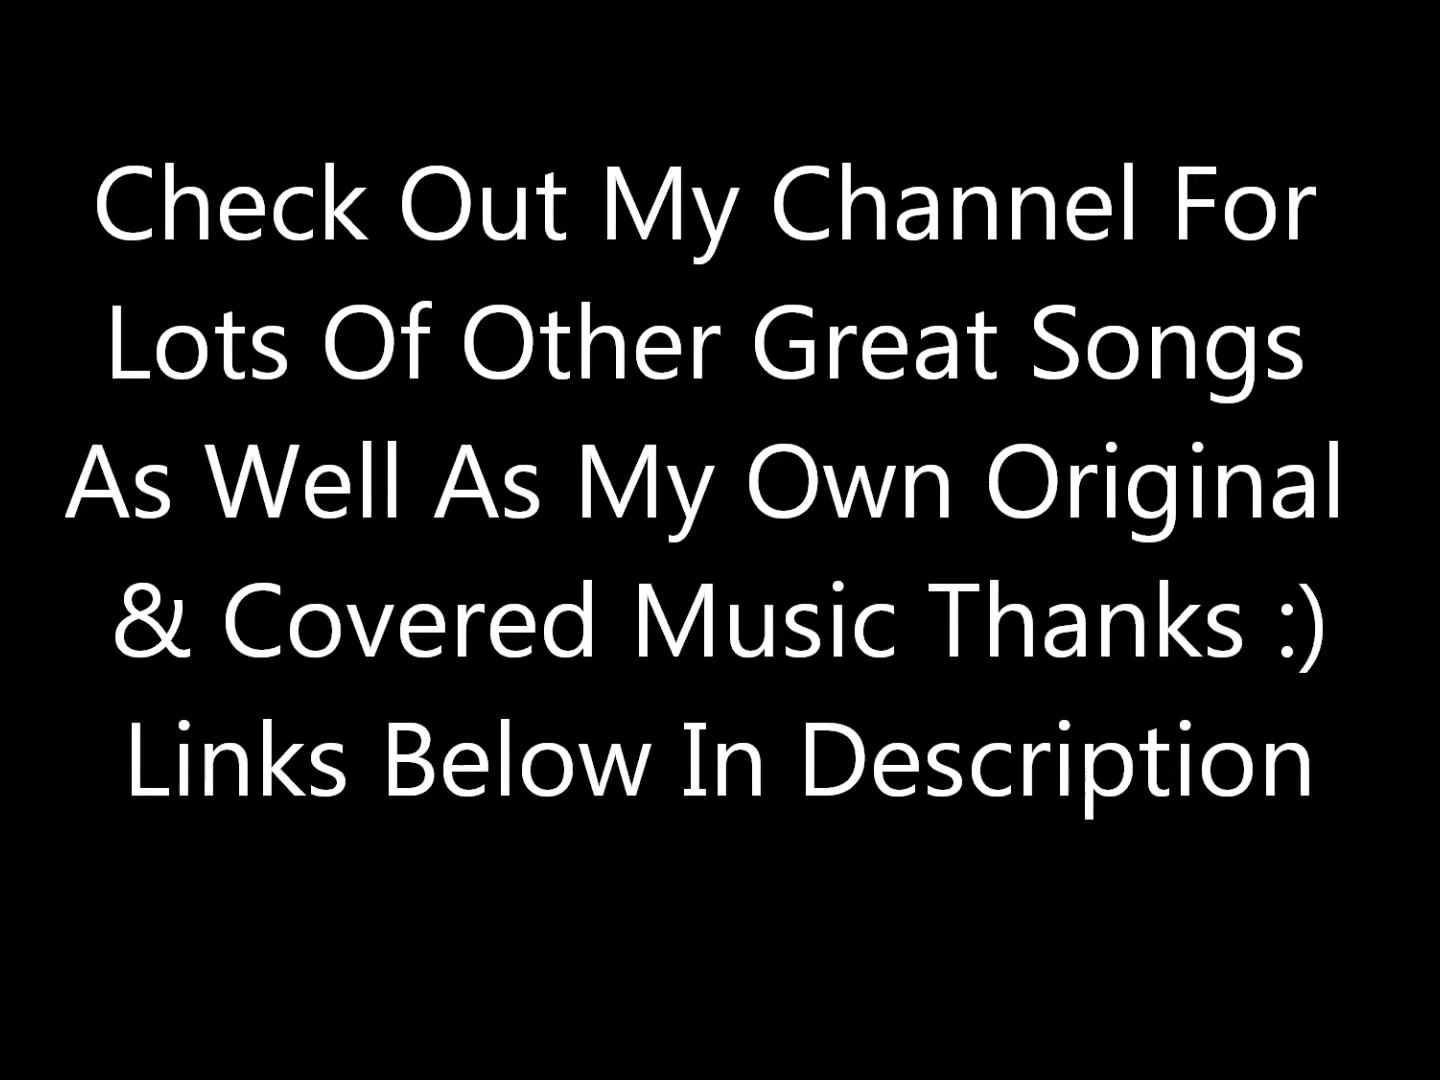 Check Out My Channel For
Lots Of Other Great Songs
As Well As My Own Original
& Covered Music Thanks :)
Links Below In Description